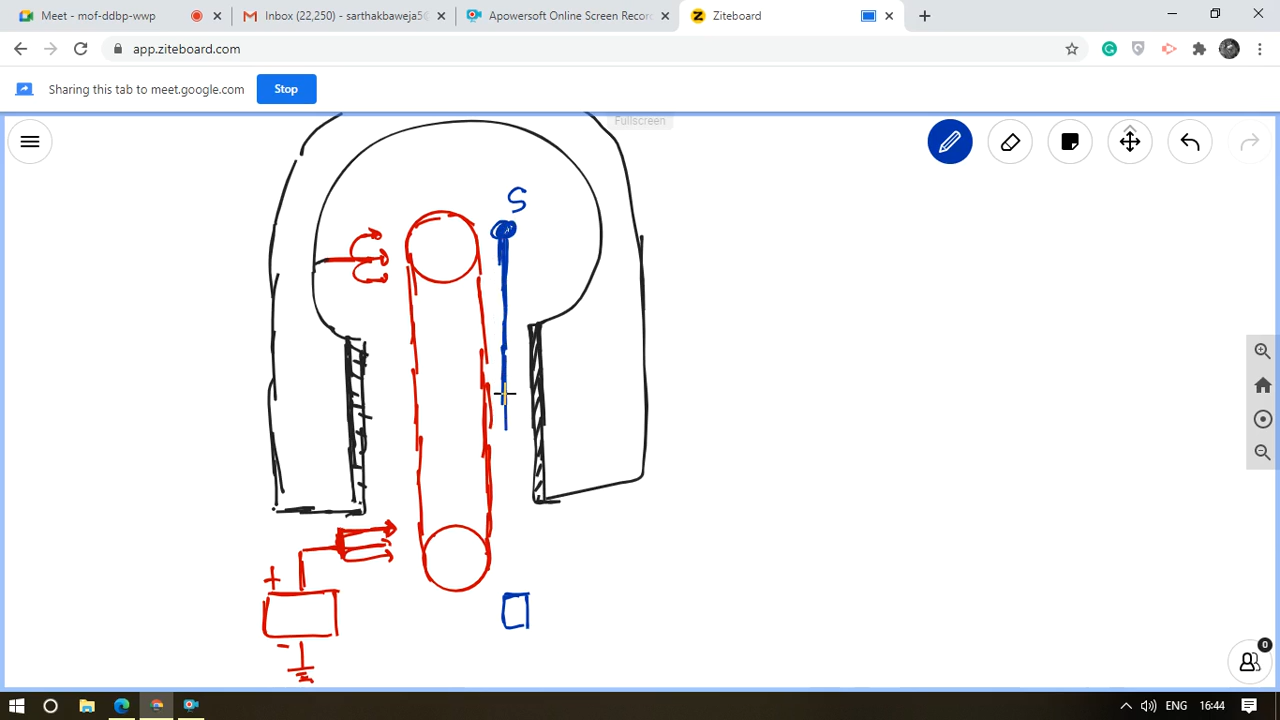 Meet - mof-ddbp-wwp
Inbox (22,250) - sarthakbaweja5
Apowersoft Online Screen Recor
Ziteboard
app.ziteboard.com
Sharing this tab to meet.google.com
Stop
Fullscreen
S
+
-
0
ENG
16:44